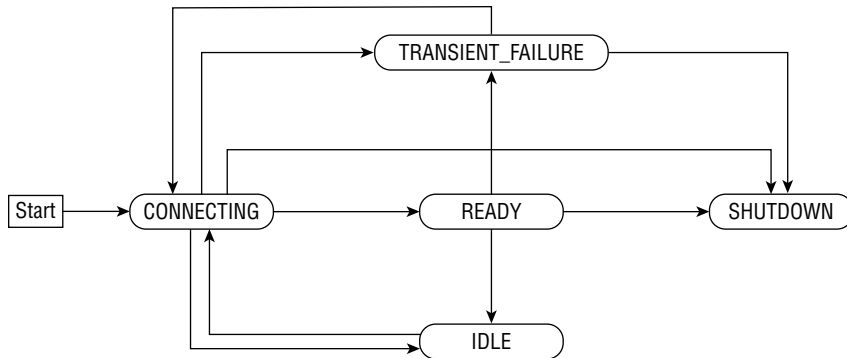 TRANSIENT_FAILURE
Start
CONNECTING
READY
SHUTDOWN
IDLE